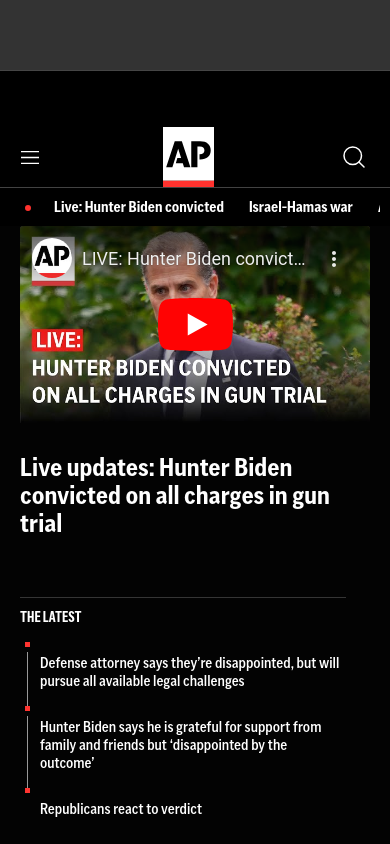 AP
Live: Hunter Biden convicted
Israel-Hamas war
AP
LIVE: Hunter Biden convict...
LIVE:
HUNTER BIDEN CONVICTED
ON ALL CHARGES IN GUN TRIAL
Live updates: Hunter Biden
convicted on all charges in gun
trial
THE LATEST
Defense attorney says they're disappointed, but will
pursue all available legal challenges
Hunter Biden says he is grateful for support from
family and friends but ‘disappointed by the
outcome’
Republicans react to verdict